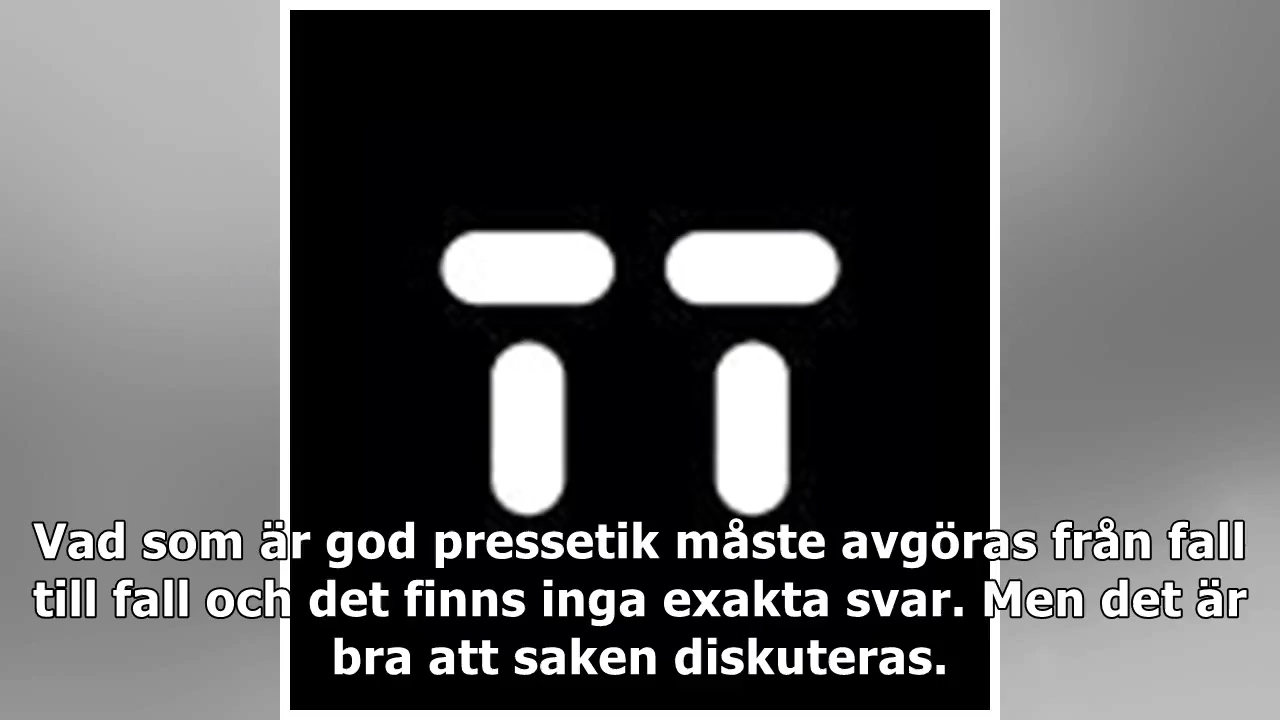 TT
Vad som är god pressetik måste avgöras från fall
till fall och det finns inga exakta svar. Men det är
bra att saken diskuteras.